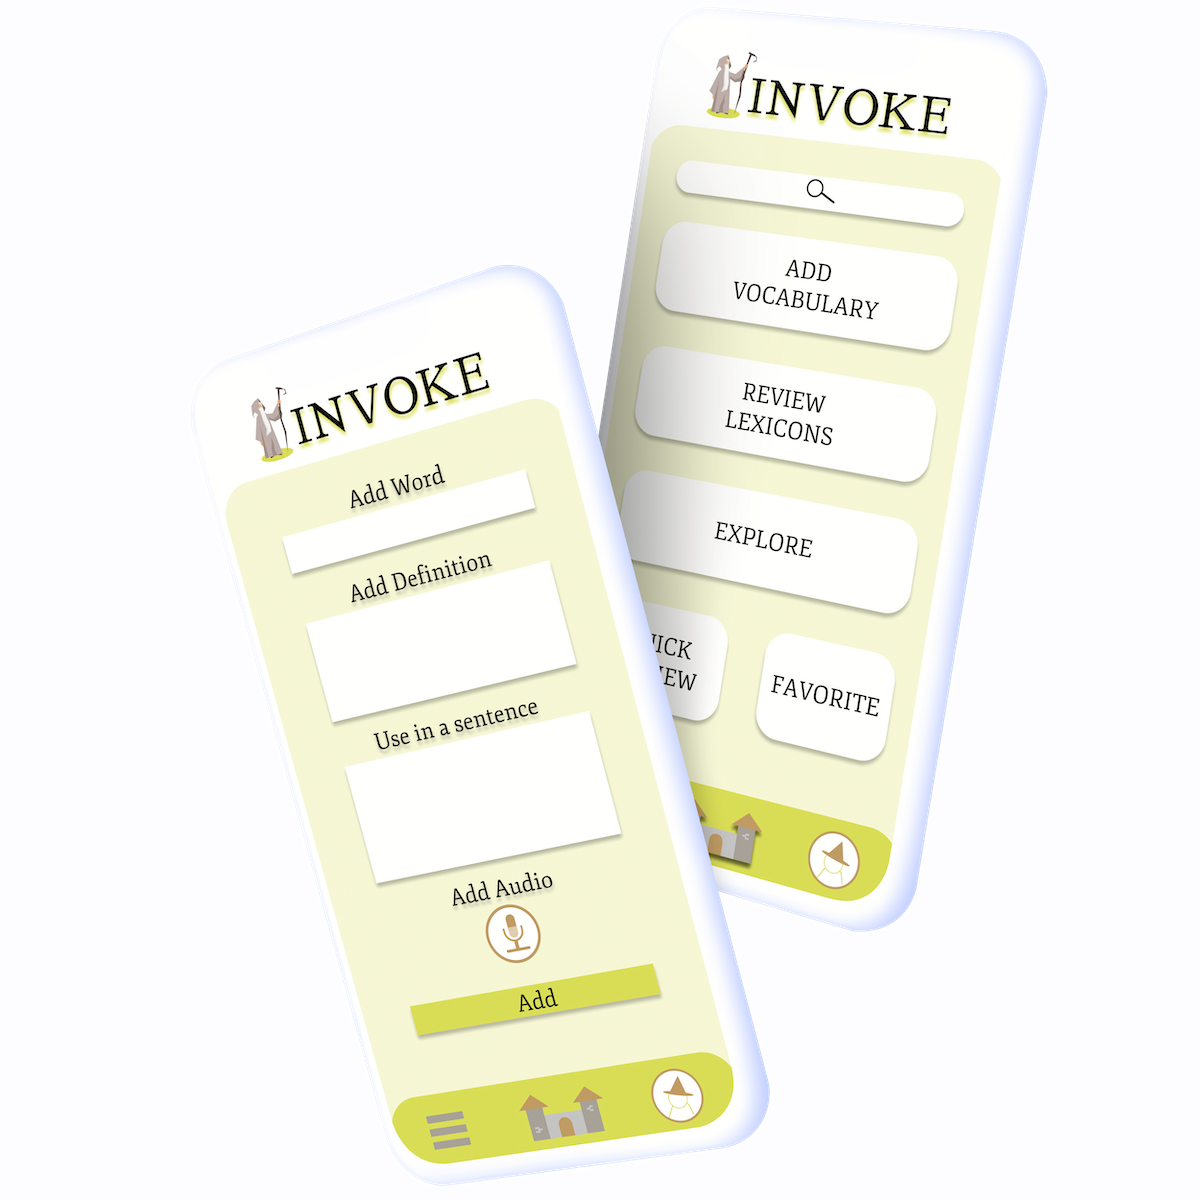 INVOKE
ADD
VOCABULARY
REVIEW
LEXICONS
EXPLORE
FAVORITE
INVOKE
Add Word
Add Definition
Use in a sentence
Add Audio
Add